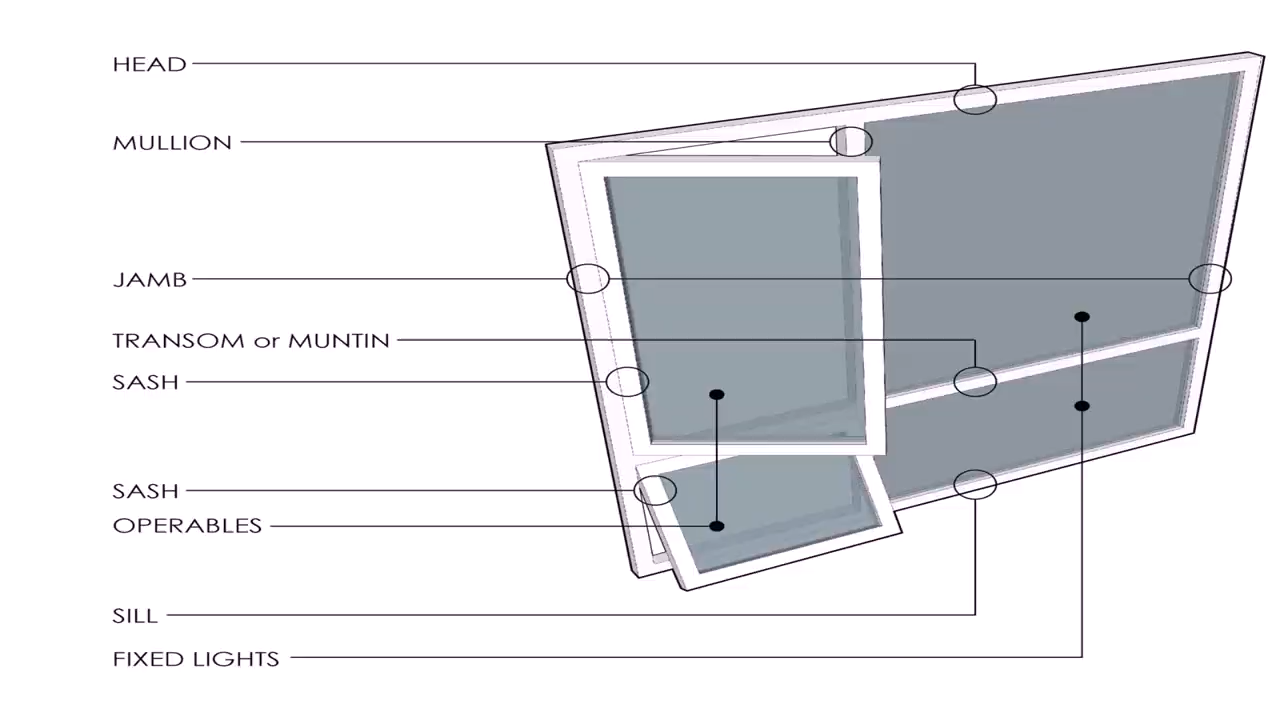 HEAD
MULLION
JAMB
TRANSOM or MUNTIN
SASH
SASH
OPERABLES
SILL
FIXED LIGHTS